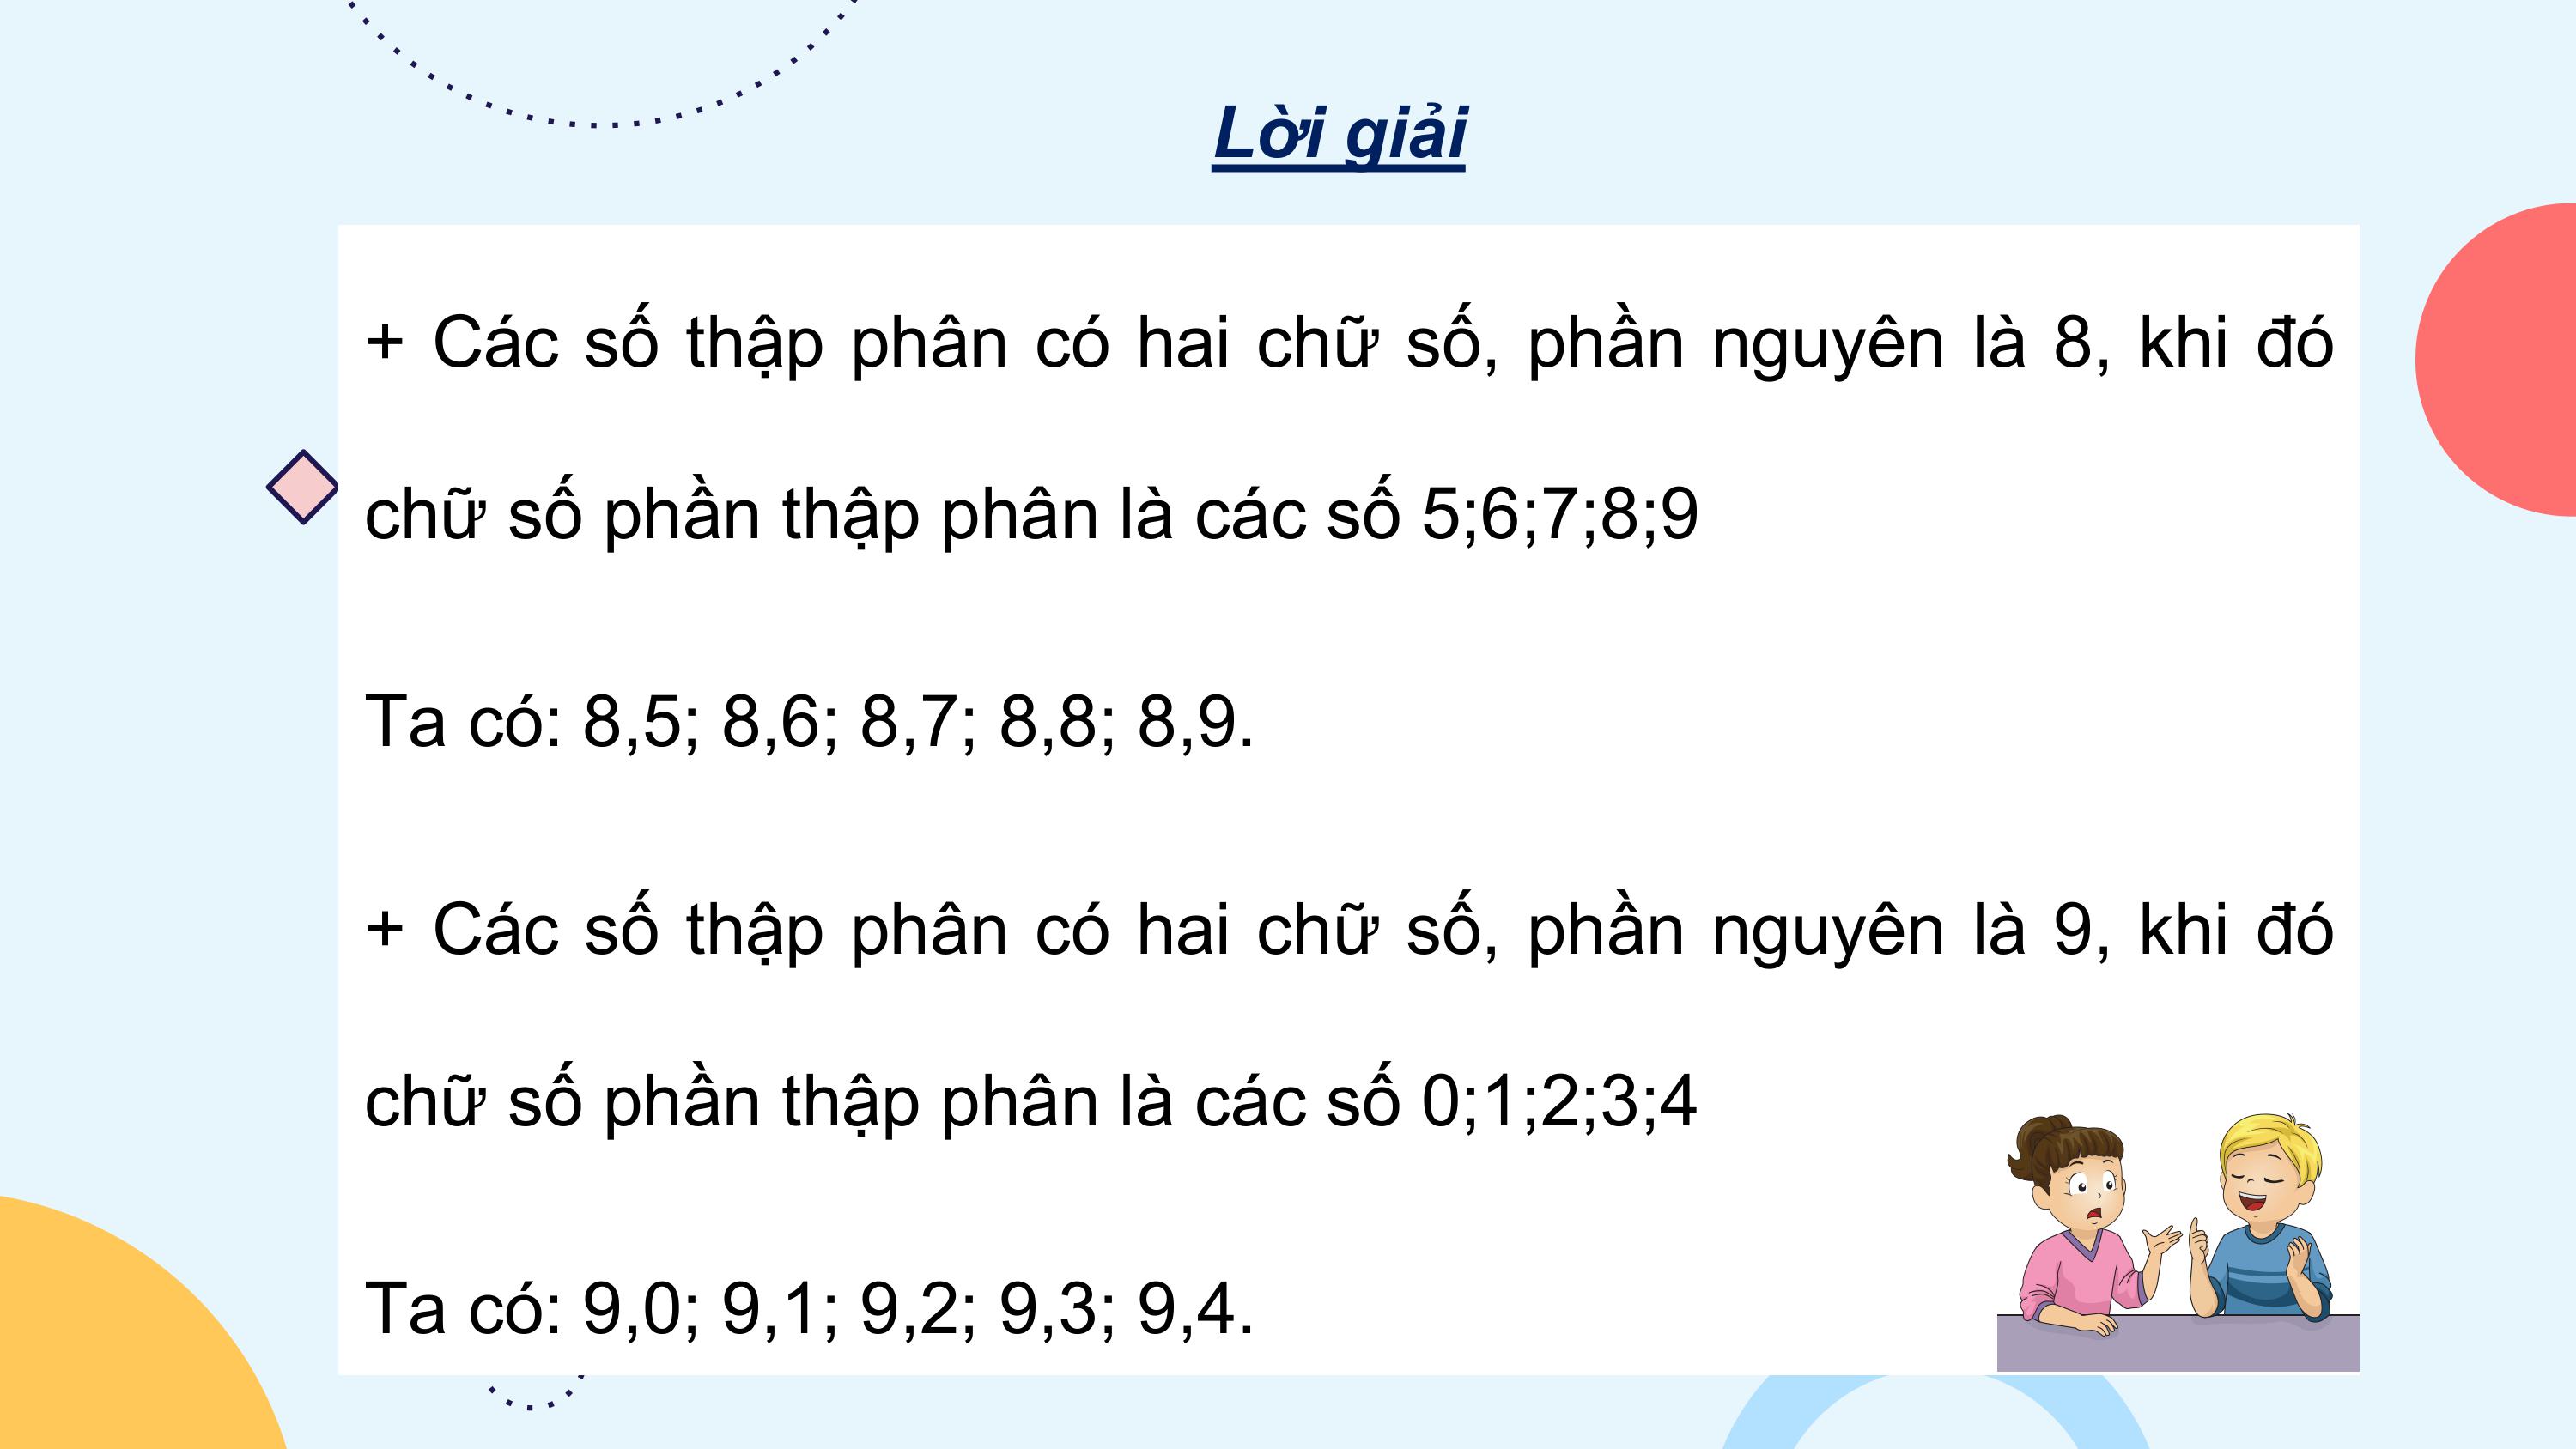 Lời giải
+ Các số thập phân có hai chữ số, phần nguyên là 8, khi đó
chữ số phần thập phân là các số 5;6;7;8;9
Ta có: 8,5; 8,6; 8,7; 8,8; 8,9.
+ Các số thập phân có hai chữ số, phần nguyên là 9, khi đó
chữ số phần thập phân là các số 0;1;2;3;4
Ta có: 9,0; 9,1; 9,2; 9,3; 9,4.